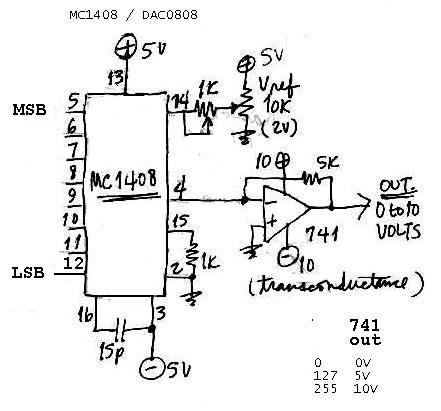 MC1408 / DAC0808
5V
13
5V
MSB
5
14
1K
Vref
10K
(2V)
6
7
8
MC1408
9
10
11
12
LSB
4
15
2
1K
10
5K
741
10
OUT.
0 to 10
VOLTS
(transconductance)
16
3
15p
5V
741
out
0 0V
127 5V
255 10V